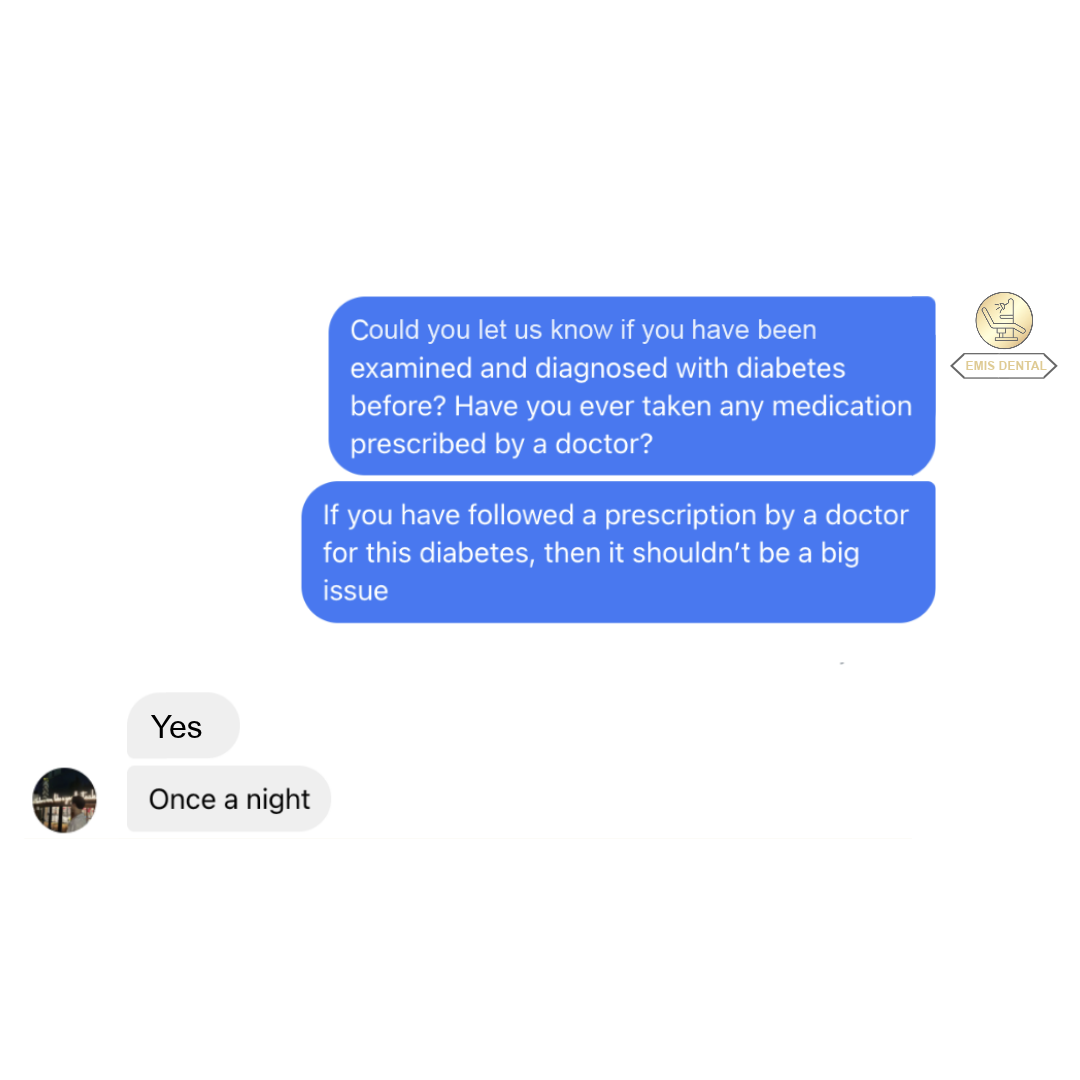 Could you let us know if you have been
examined and diagnosed with diabetes
before? Have you ever taken any medication
prescribed by a doctor?
EMIS DENTAL
If you have followed a prescription by a doctor
for this diabetes, then it shouldn’t be a big
issue
Yes
Once a night